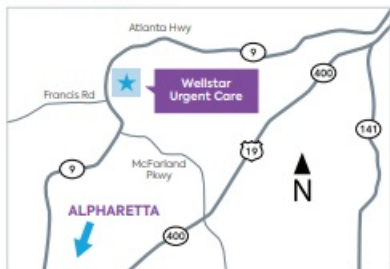 Atlanta Hwy
9
400
Wellstar
Urgent Care
Francis Rd
141
19
McFarland
Pkwy
9
N
ALPHARETTA
400